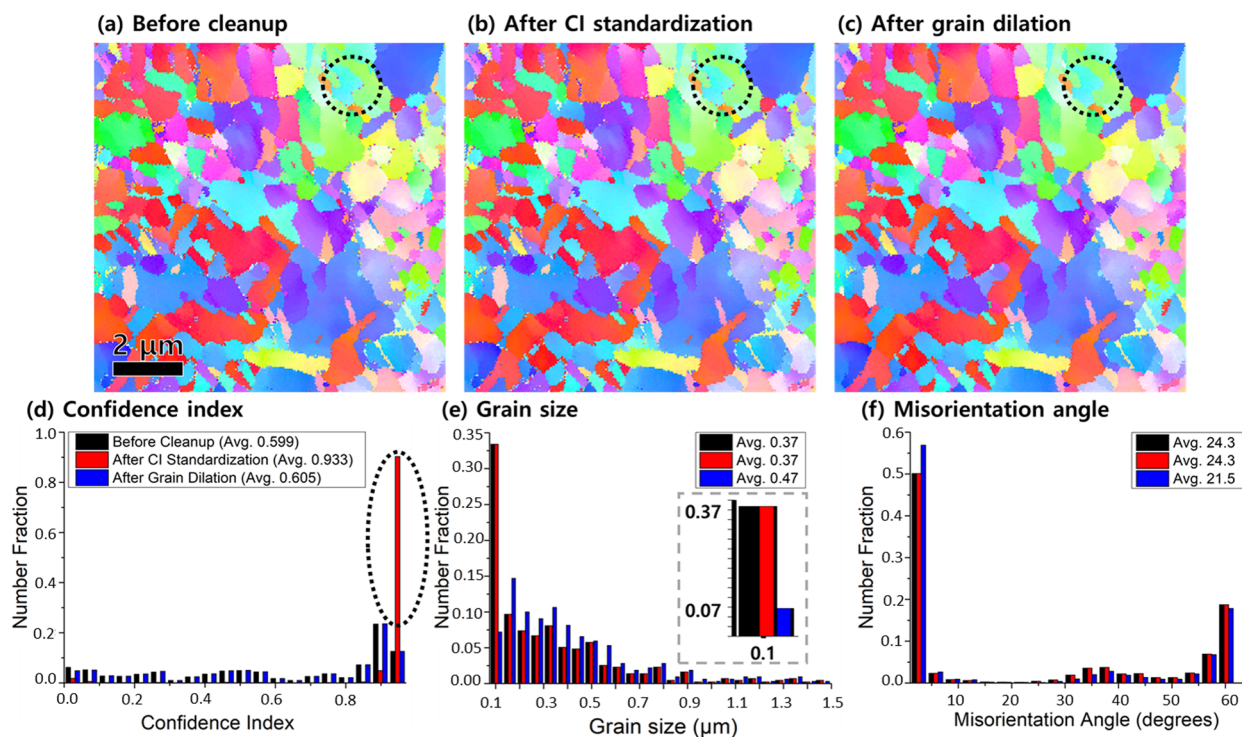 (a) Before cleanup
(b) After CI standardization
(c) After grain dilation
2 μm
(d) Confidence index
1.0
0.8
0.6
0.4
0.2
0.0
Number Fraction
Before Cleanup (Avg. 0.599)
After CI Standardization (Avg. 0.933)
After Grain Dilation (Avg. 0.605)
0.0 0.2 0.4 0.6 0.8 1.0
Confidence Index
(e) Grain size
0.35
0.30
0.25
0.20
0.15
0.10
0.05
0.00
Number Fraction
Avg. 0.37
Avg. 0.37
Avg. 0.47
0.37
0.07
0.1
0.1 0.3 0.5 0.7 0.9 1.1 1.3 1.5
Grain size (μm)
(f) Misorientation angle
0.6
0.5
0.4
0.3
0.2
0.1
0.0
Number Fraction
Avg. 24.3
Avg. 24.3
Avg. 21.5
10 20 30 40 50 60
Misorientation Angle (degrees)